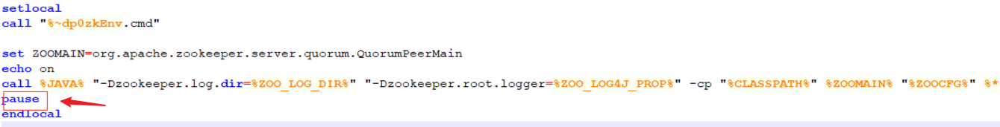 setlocal
call "%~dp0zkEnv.cmd"
set ZOOMAIN=org.apache.zookeeper.server.quorum.QuorumPeerMain
echo on
call %JAVA% "-Dzookeeper.log.dir=%ZOO_LOG_DIR%" "-Dzookeeper.root.logger=%ZOO_LOG4J_PROP%" -cp "%CLASSPATH%" %ZOOMAIN% "%ZOOCFG%" %*
pause
endlocal